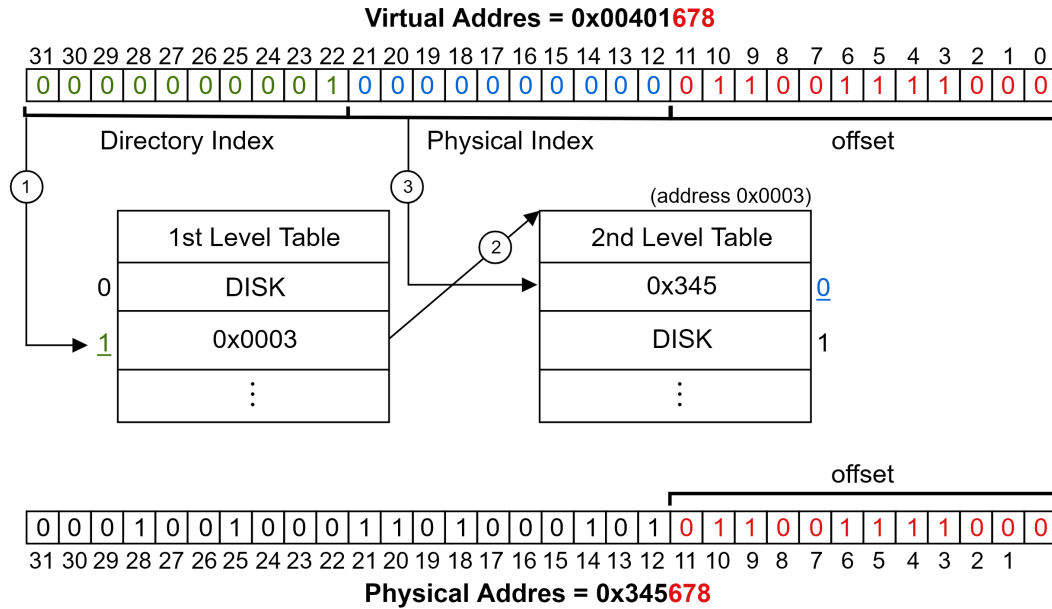 Virtual Addres = 0x00401678
31 30 29 28 27 26 25 24 23 22 21 20 19 18 17 16 15 14 13 12 11 10 9 8 7 6 5 4 3 2 1 0
0 0 0 0 0 0 0 0 0 1 0 0 0 0 0 0 0 0 0 0 0 1 1 0 0 1 1 1 1 0 0 0
Directory Index Physical Index offset
1 3
(address 0x0003)
1st Level Table 2 2nd Level Table
0 DISK 0x345 0
1 0x0003 DISK 1
⋮ ⋮
offset
0 0 0 1 0 0 1 0 0 0 1 1 0 1 0 0 0 1 0 1 0 1 1 0 0 1 1 1 1 0 0 0
31 30 29 28 27 26 25 24 23 22 21 20 19 18 17 16 15 14 13 12 11 10 9 8 7 6 5 4 3 2 1
Physical Addres = 0x345678